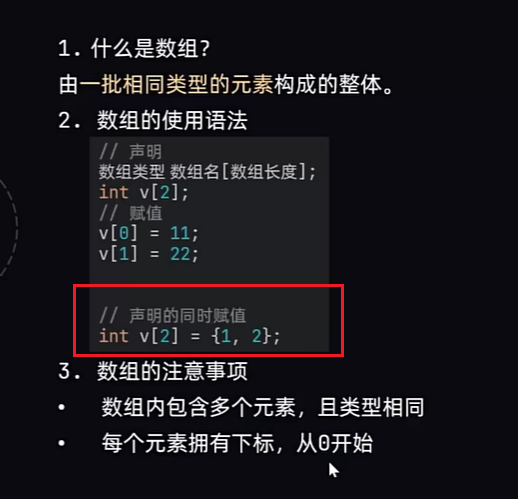 1. 什么是数组?
由一批相同类型的元素构成的整体。
2. 数组的使用语法
// 声明
数组类型 数组名[数组长度];
int v[2];
// 赋值
v[0] = 11;
v[1] = 22;
// 声明的同时赋值
int v[2] = {1, 2};
3. 数组的注意事项
• 数组内包含多个元素，且类型相同
• 每个元素拥有下标，从0开始